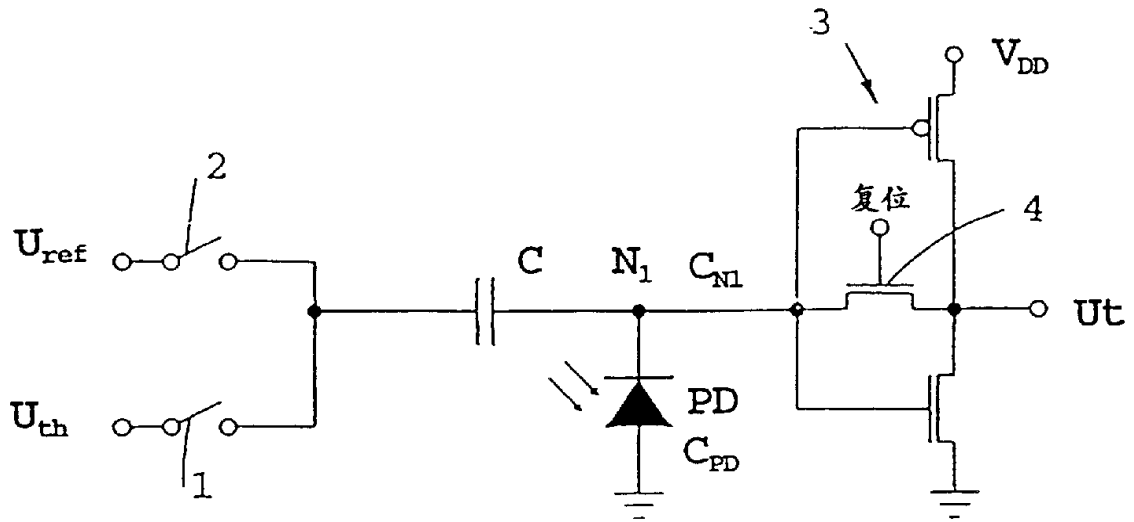 3
V_DD
2
复位
4
U_ref
C
N_1
C_N1
Ut
U_th
PD
C_PD
1